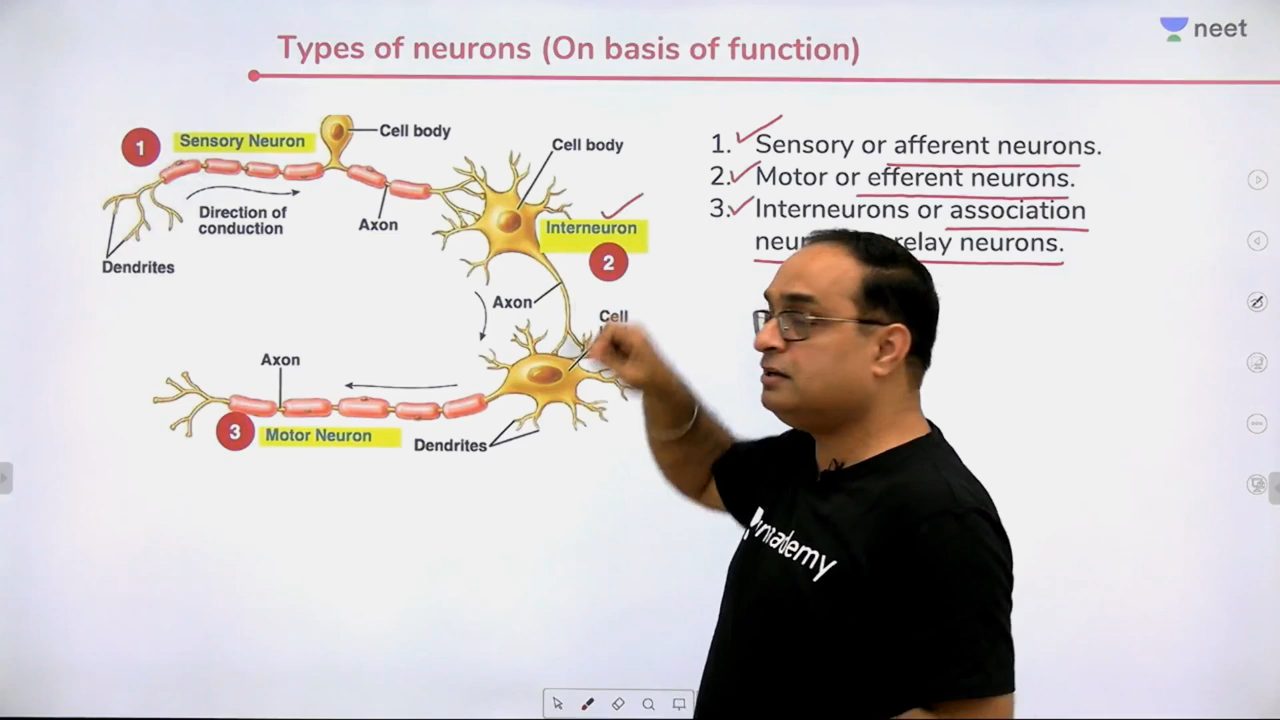 Types of neurons (On basis of function)
neet
1
Sensory Neuron
Cell body
Cell body
Direction of
conduction
Axon
Dendrites
Interneuron
2
Axon
Cell
Axon
3
Motor Neuron
Dendrites
1. Sensory or afferent neurons.
2. Motor or efferent neurons.
3. Interneurons or association
relay neurons.